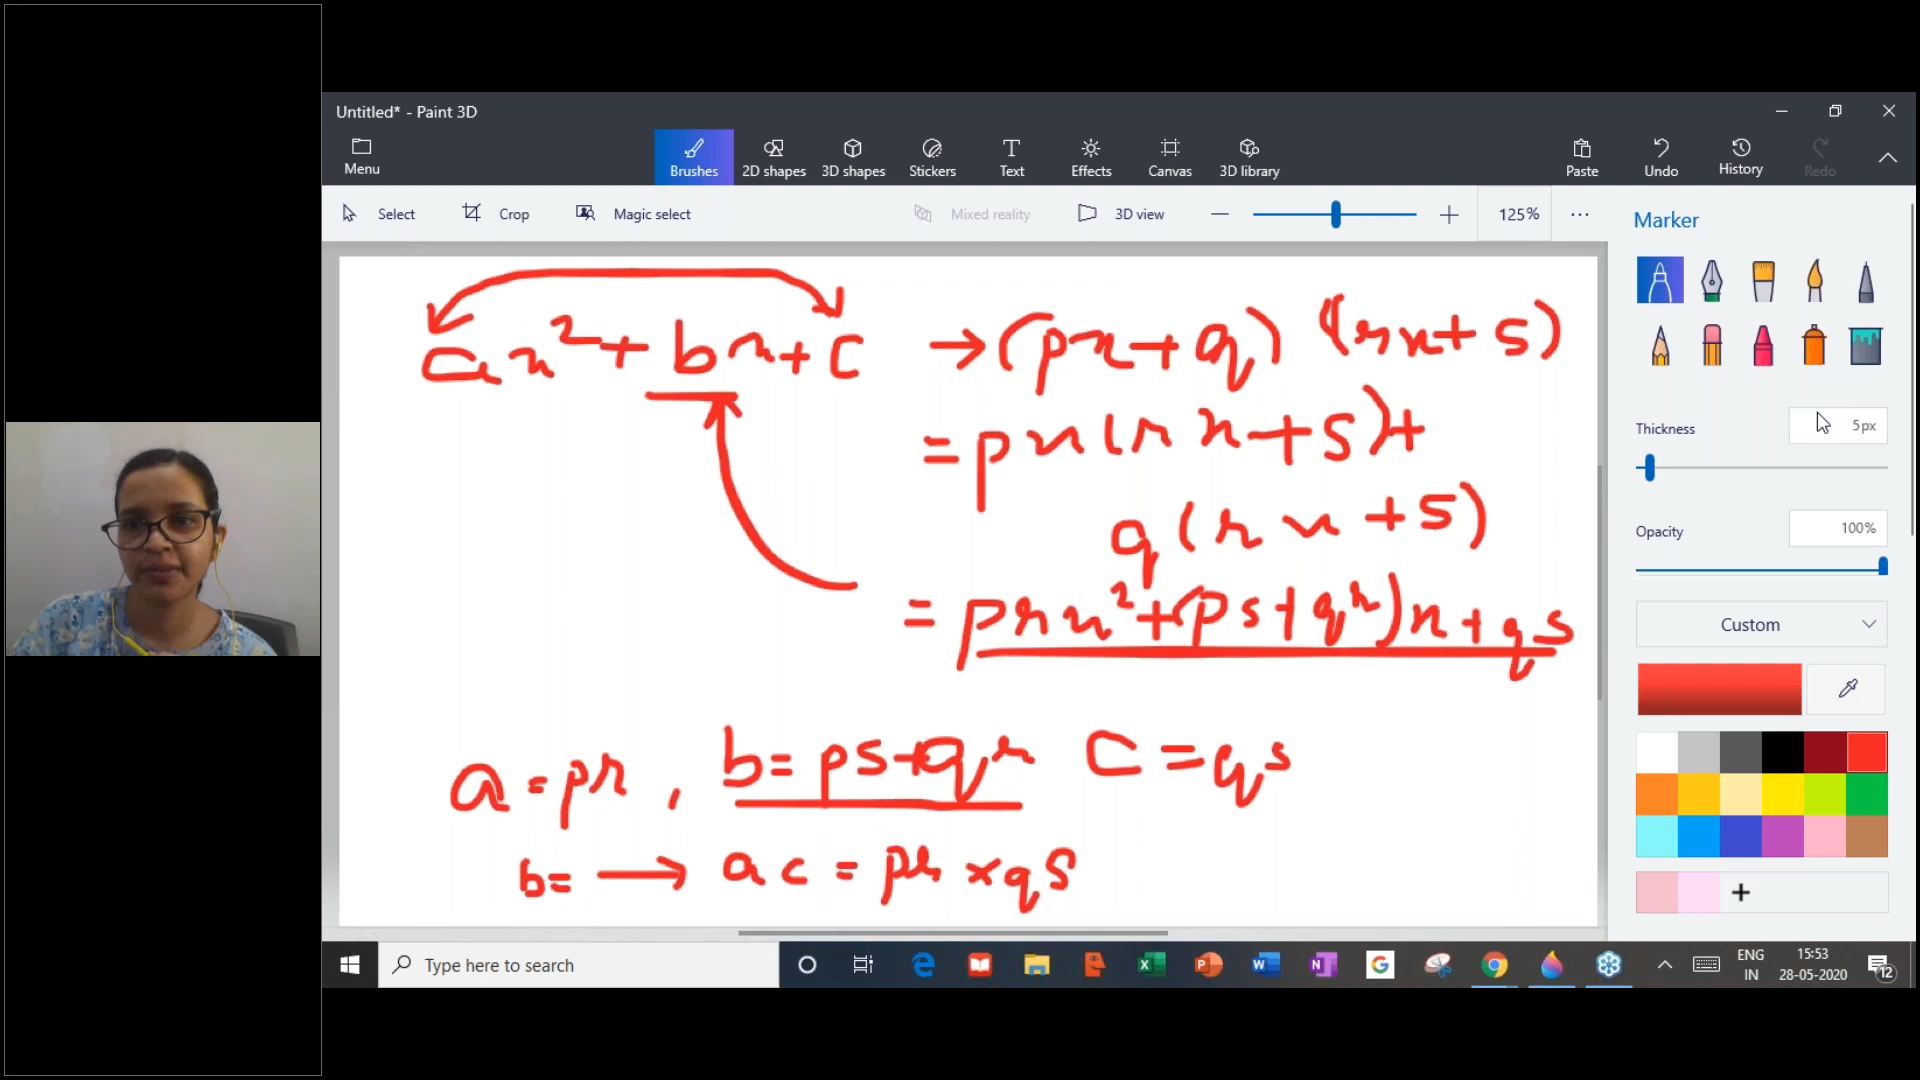 Untitled* - Paint 3D
Menu
Brushes 2D shapes 3D shapes Stickers Text Effects Canvas 3D library Paste Undo History Redo
Select Crop Magic select Mixed reality 3D view 125%
Marker
Thickness 5px
Opacity 100%
Custom
ax² + bx + c → (px + q) (rx + s)
= px (rx + s) +
q (rx + s)
= prx² + (ps + qr) x + qs
a = pr , b = ps + qr c = qs
b = → ac = pr × qs
Type here to search
ENG
IN
15:53
28-05-2020
12